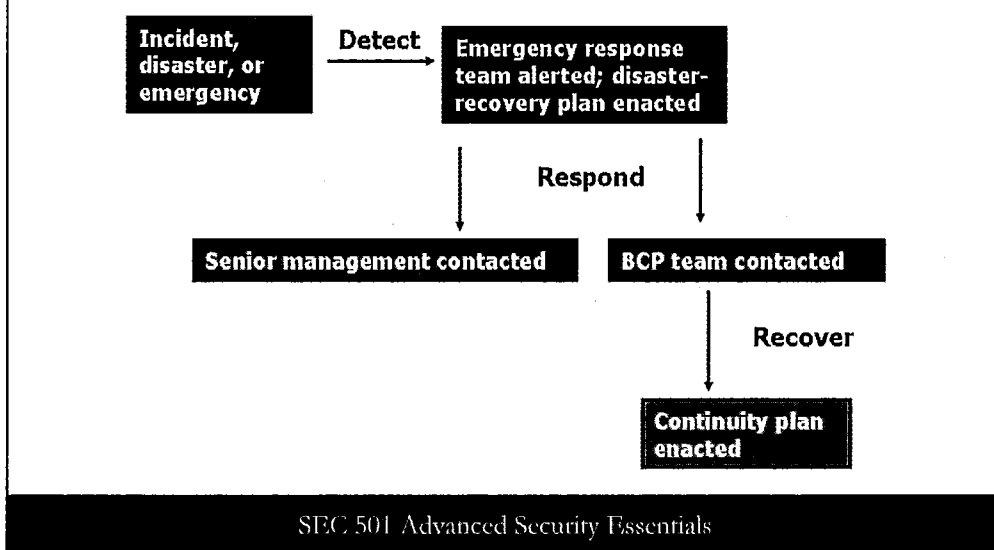 Incident,
disaster, or
emergency
Detect
Emergency response
team alerted; disaster-
recovery plan enacted
Respond
Senior management contacted
BCP team contacted
Recover
Continuity plan
enacted
SEC 501 Advanced Security Essentials